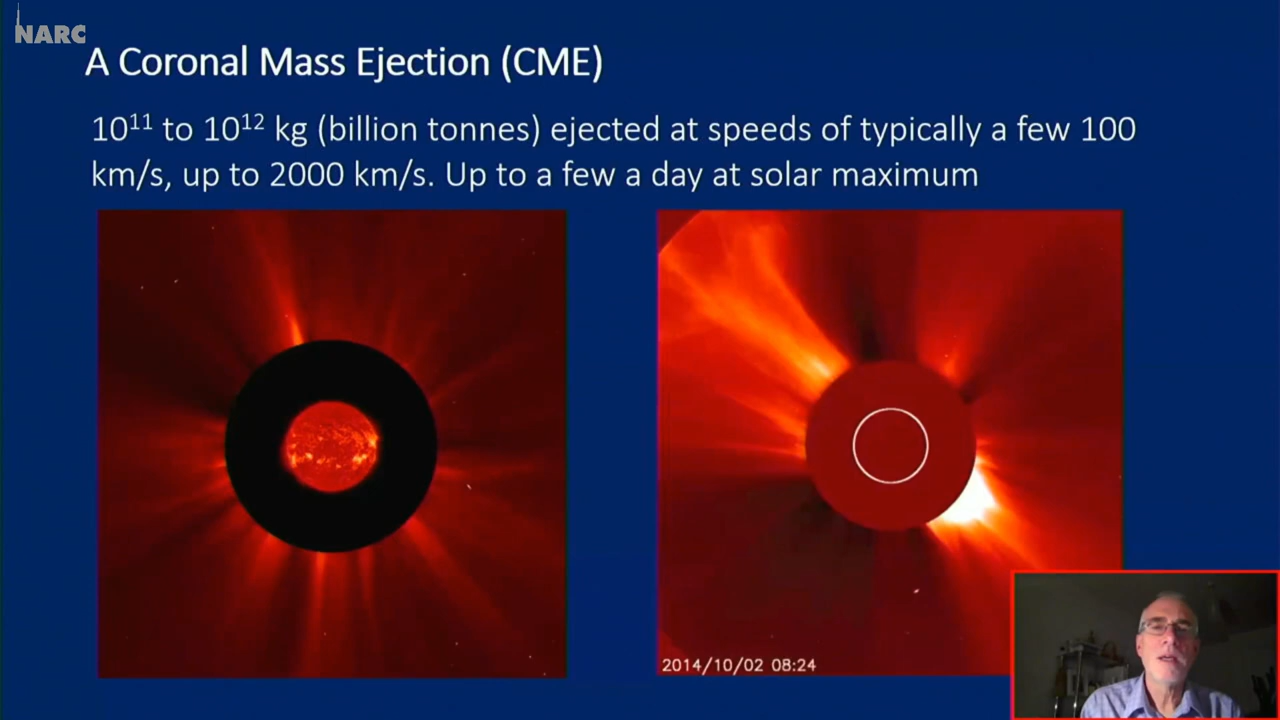 NARC
A Coronal Mass Ejection (CME)
10¹¹ to 10¹² kg (billion tonnes) ejected at speeds of typically a few 100
km/s, up to 2000 km/s. Up to a few a day at solar maximum
2014/10/02 08:24